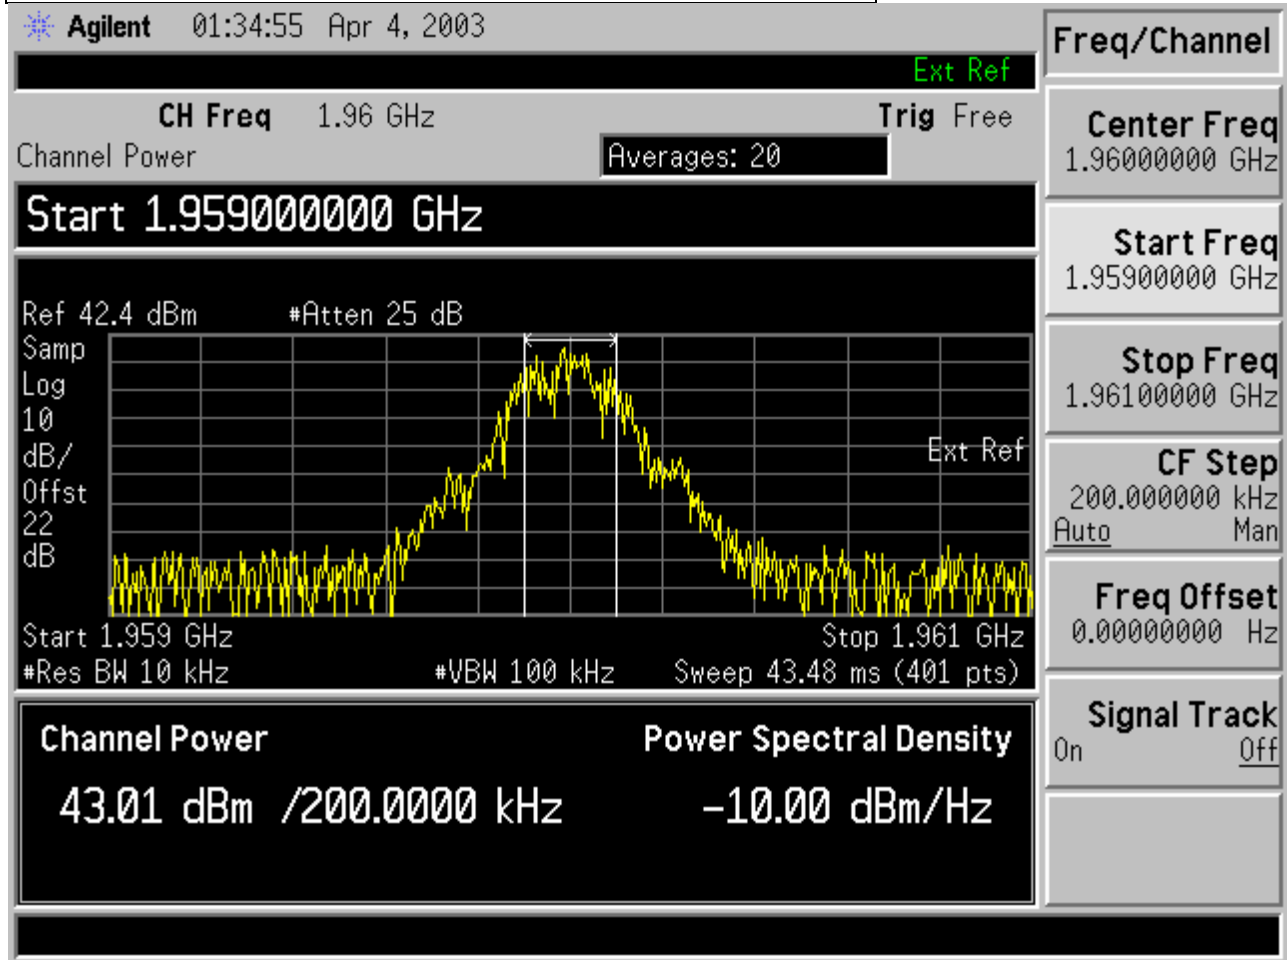 Agilent 01:34:55 Apr 4, 2003
Ext Ref
CH Freq 1.96 GHz Trig Free
Channel Power Averages: 20
Start 1.959000000 GHz
Ref 42.4 dBm #Atten 25 dB
Samp
Log
10
dB/
Offst
22
dB
Ext Ref
Start 1.959 GHz Stop 1.961 GHz
#Res BW 10 kHz #VBW 100 kHz Sweep 43.48 ms (401 pts)
Channel Power Power Spectral Density
43.01 dBm /200.0000 kHz -10.00 dBm/Hz
Freq/Channel
Center Freq
1.96000000 GHz
Start Freq
1.95900000 GHz
Stop Freq
1.96100000 GHz
CF Step
200.000000 kHz
Auto Man
Freq Offset
0.00000000 Hz
Signal Track
On Off